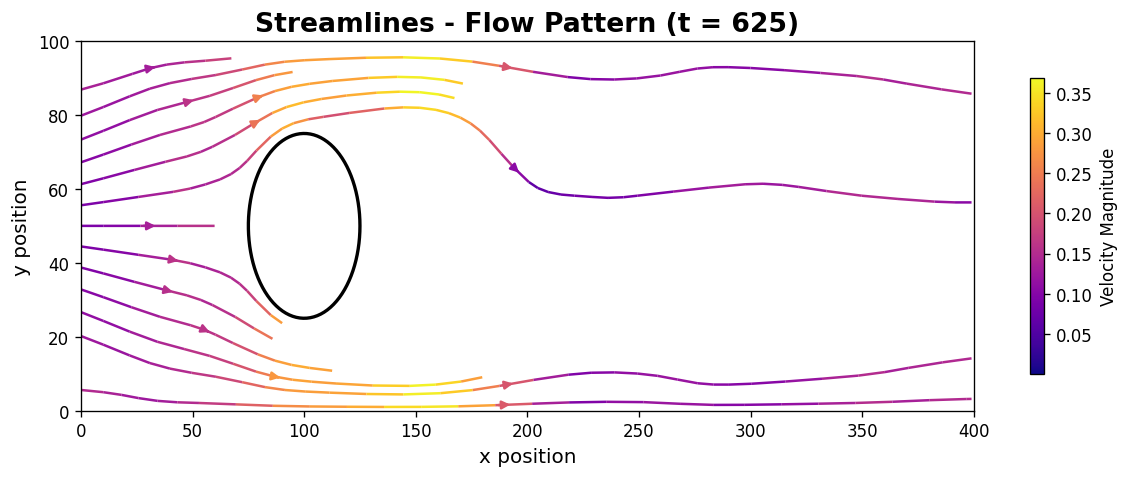 Streamlines - Flow Pattern (t = 625)
100
80
60
40
20
0
y position
0 50 100 150 200 250 300 350 400
x position
0.35
0.30
0.25
0.20
0.15
0.10
0.05
Velocity Magnitude